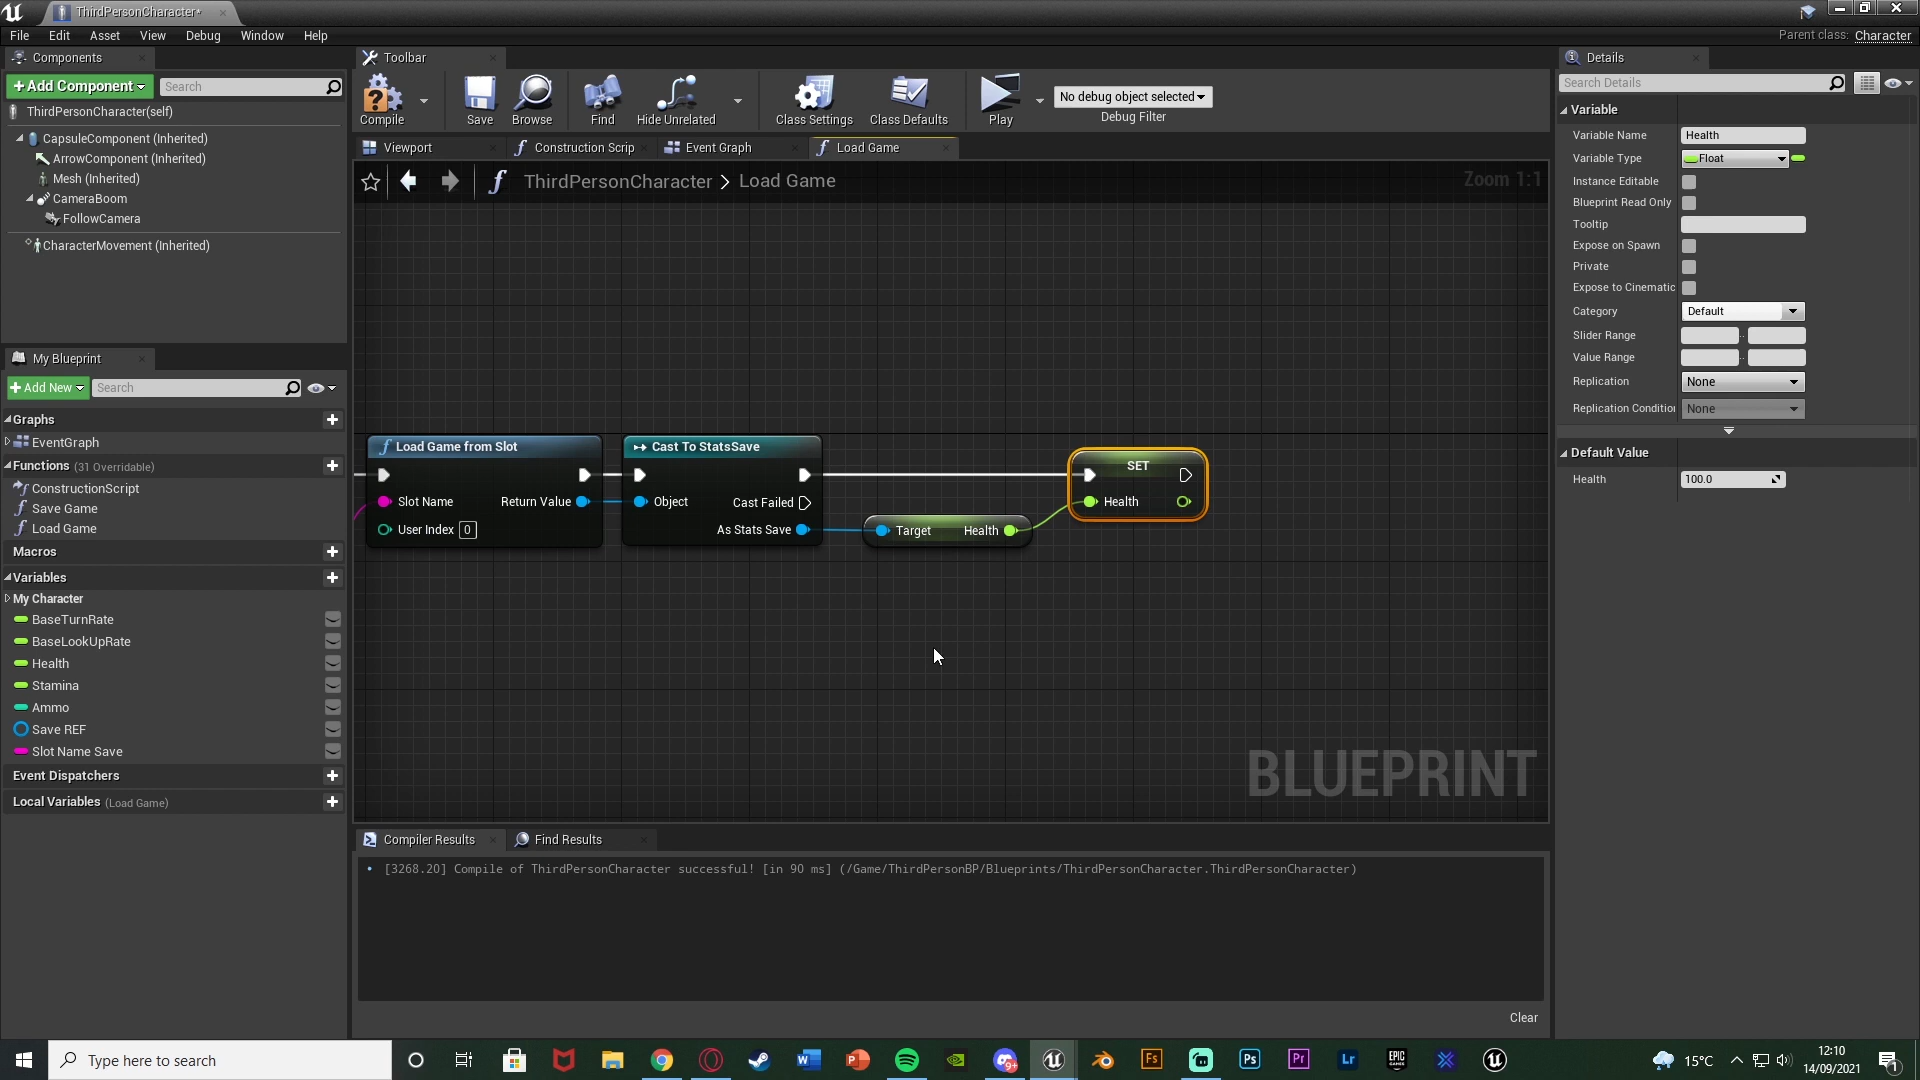 ThirdPersonCharacter*
File Edit Asset View Debug Window Help
Parent class: Character
Components
+Add Component
Search
ThirdPersonCharacter(self)
CapsuleComponent (Inherited)
ArrowComponent (Inherited)
Mesh (Inherited)
CameraBoom
FollowCamera
CharacterMovement (Inherited)
My Blueprint
+Add New
Search
Graphs
EventGraph
Functions (31 Overridable)
ConstructionScript
Save Game
Load Game
Macros
Variables
My Character
BaseTurnRate
BaseLookUpRate
Health
Stamina
Ammo
Save REF
Slot Name Save
Event Dispatchers
Local Variables (Load Game)
Toolbar
Compile Save Browse Find Hide Unrelated Class Settings Class Defaults Play
No debug object selected
Debug Filter
Viewport
Construction Scrip
Event Graph
Load Game
ThirdPersonCharacter > Load Game
Zoom 1:1
Load Game from Slot
Slot Name Return Value
User Index 0
Cast To StatsSave
Object Cast Failed
As Stats Save
Target Health
SET
Health
BLUEPRINT
Compiler Results
Find Results
• [3268.20] Compile of ThirdPersonCharacter successful! [in 90 ms] (/Game/ThirdPersonBP/Blueprints/ThirdPersonCharacter.ThirdPersonCharacter)
Clear
Details
Search Details
Variable
Variable Name Health
Variable Type Float
Instance Editable
Blueprint Read Only
Tooltip
Expose on Spawn
Private
Expose to Cinematic
Category Default
Slider Range
Value Range
Replication None
Replication Conditio None
Default Value
Health 100.0
Type here to search
W
P
Fs
Ps
Pr
Lr
EPIC GAMES
9+
15°C
12:10
14/09/2021
1